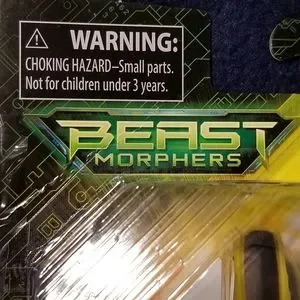 WARNING:
CHOKING HAZARD–Small parts.
Not for children under 3 years.
BEAST
MORPHERS